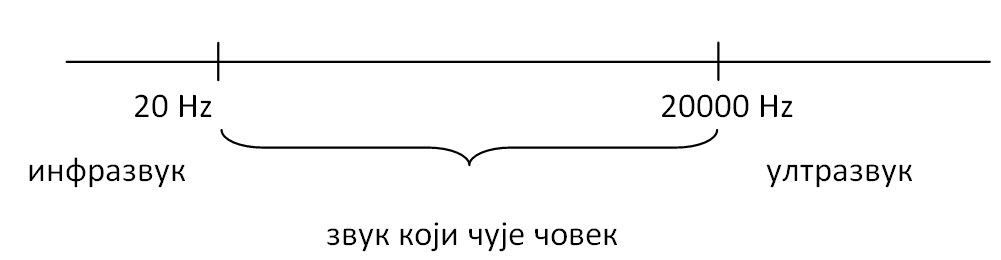 20 Hz 20000 Hz
инфразвук ултразвук
звук који чује човек